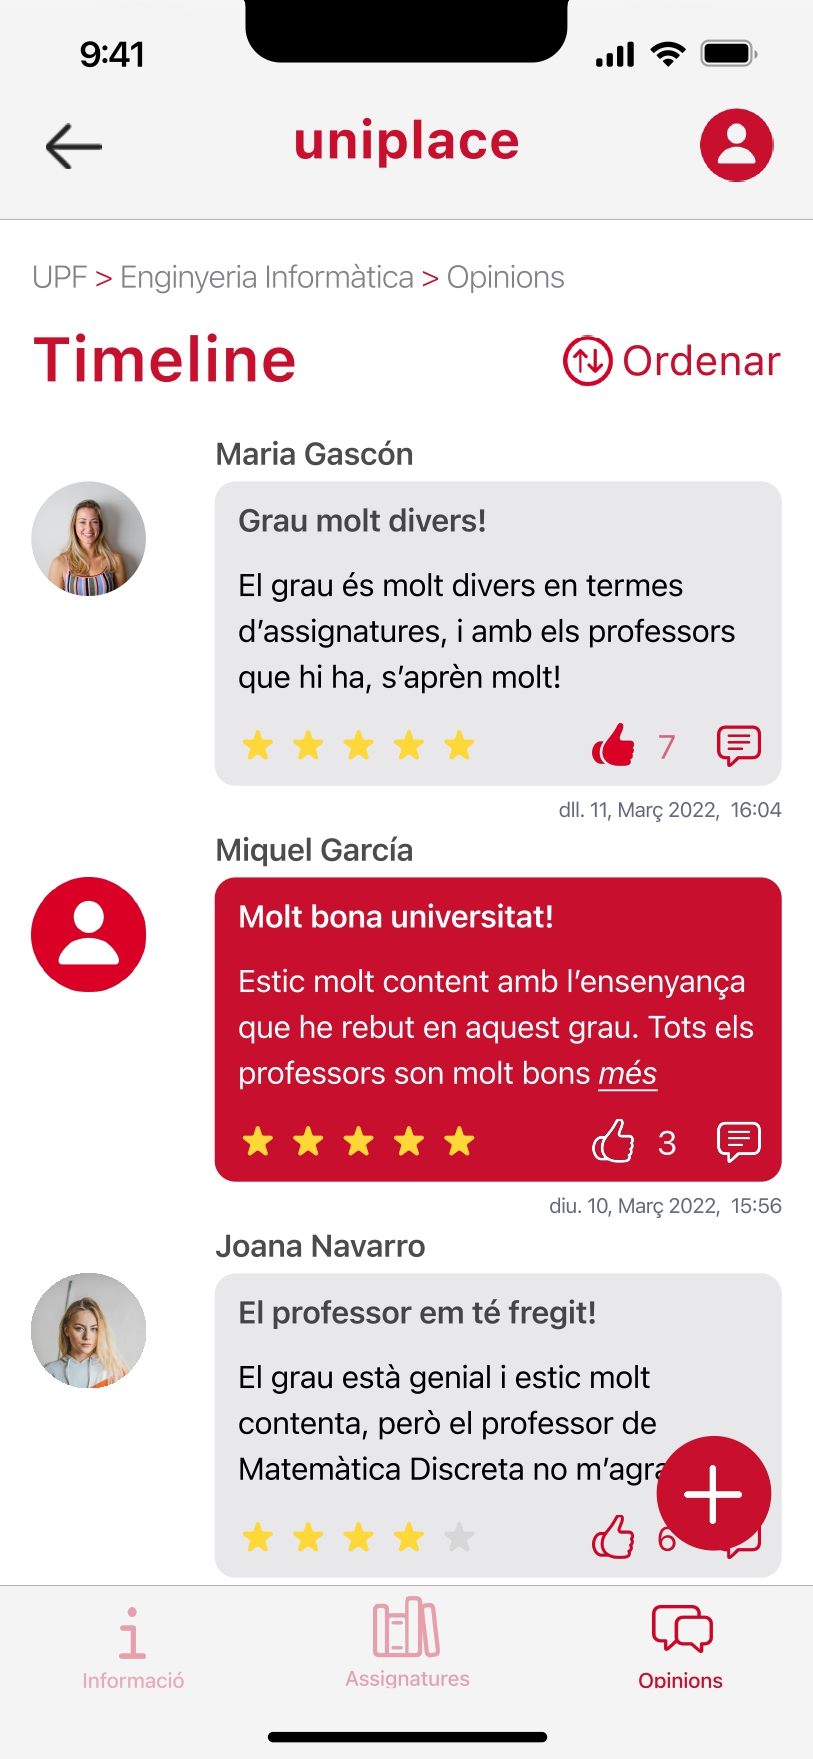 9:41
uniplace
UPF > Enginyeria Informàtica > Opinions
Timeline
Ordenar
Maria Gascón
Grau molt divers!
El grau és molt divers en termes
d’assignatures, i amb els professors
que hi ha, s’aprèn molt!
7
dll. 11, Març 2022, 16:04
Miquel García
Molt bona universitat!
Estic molt content amb l’ensenyança
que he rebut en aquest grau. Tots els
professors son molt bons més
3
diu. 10, Març 2022, 15:56
Joana Navarro
El professor em té fregit!
El grau està genial i estic molt
contenta, però el professor de
Matemàtica Discreta no
6
Informació
Assignatures
Opinions